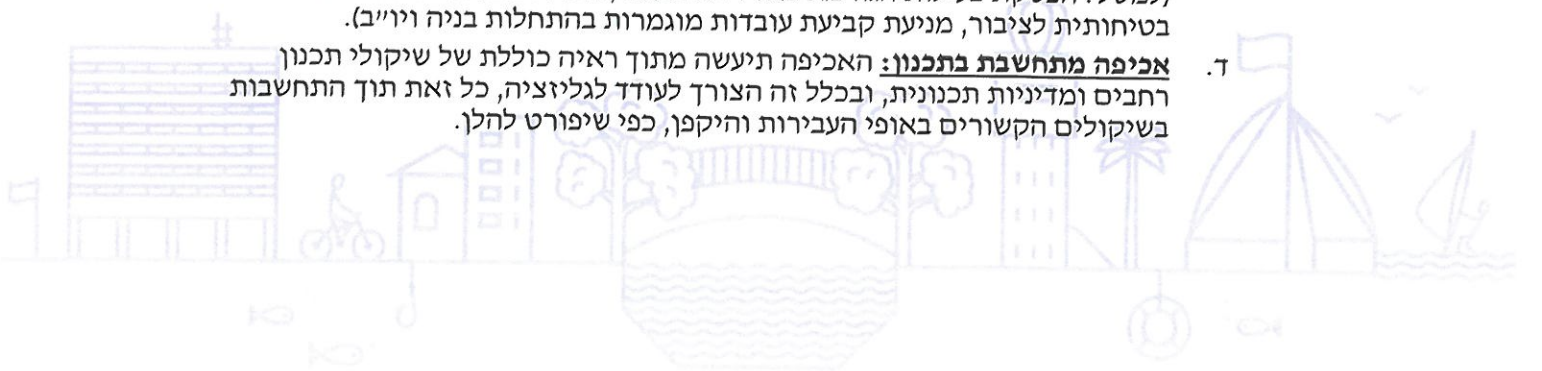 בטיחותית לציבור, מניעת קביעת עובדות מוגמרות בהתחלות בניה ויו״ב).
ד. אכיפה מתחשבת בתכנון: האכיפה תיעשה מתוך ראיה כוללת של שיקולי תכנון
רחבים ומדיניות תכנונית, ובכלל זה הצורך לעודד לגליזציה, כל זאת תוך התחשבות
בשיקולים הקשורים באופי העבירות והיקפן, כפי שיפורט להלן.